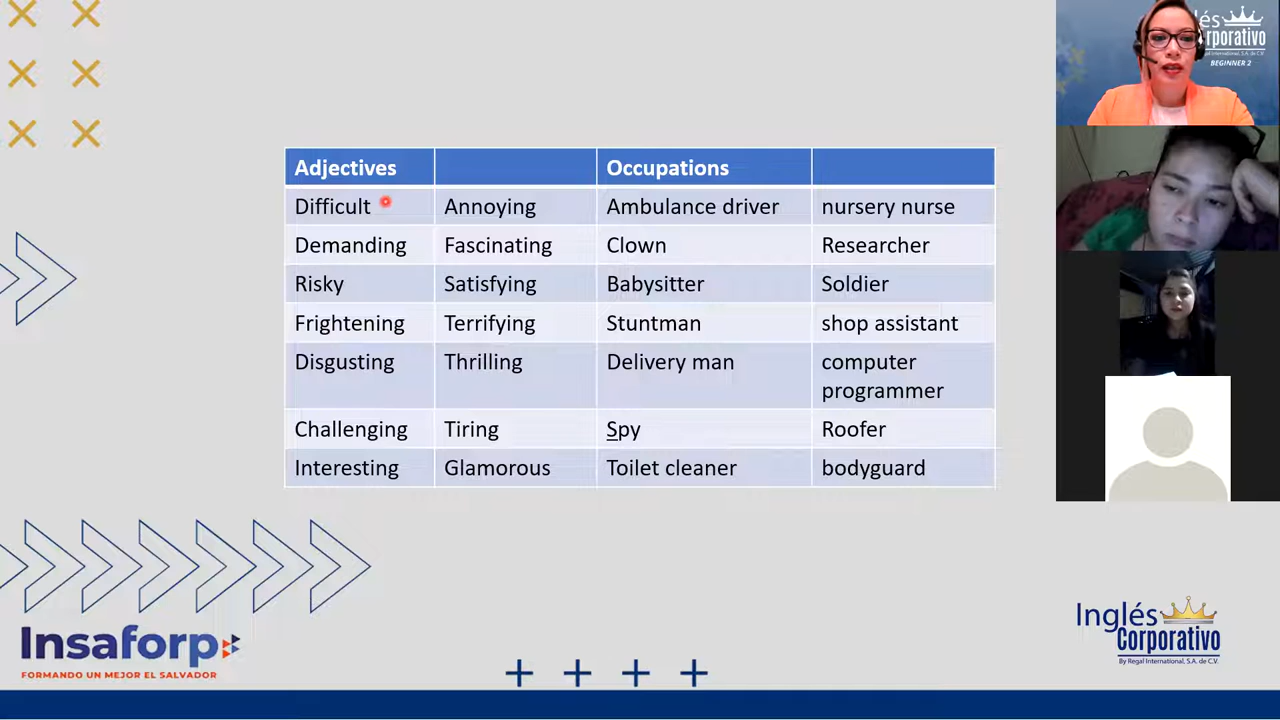 Adjectives Occupations
Difficult Annoying Ambulance driver nursery nurse
Demanding Fascinating Clown Researcher
Risky Satisfying Babysitter Soldier
Frightening Terrifying Stuntman shop assistant
Disgusting Thrilling Delivery man computer
programmer
Challenging Tiring Spy Roofer
Interesting Glamorous Toilet cleaner bodyguard
Insaforp
FORMANDO UN MEJOR EL SALVADOR
Inglés
Corporativo
By Regal International, S.A. de C.V.
BEGINNER 2